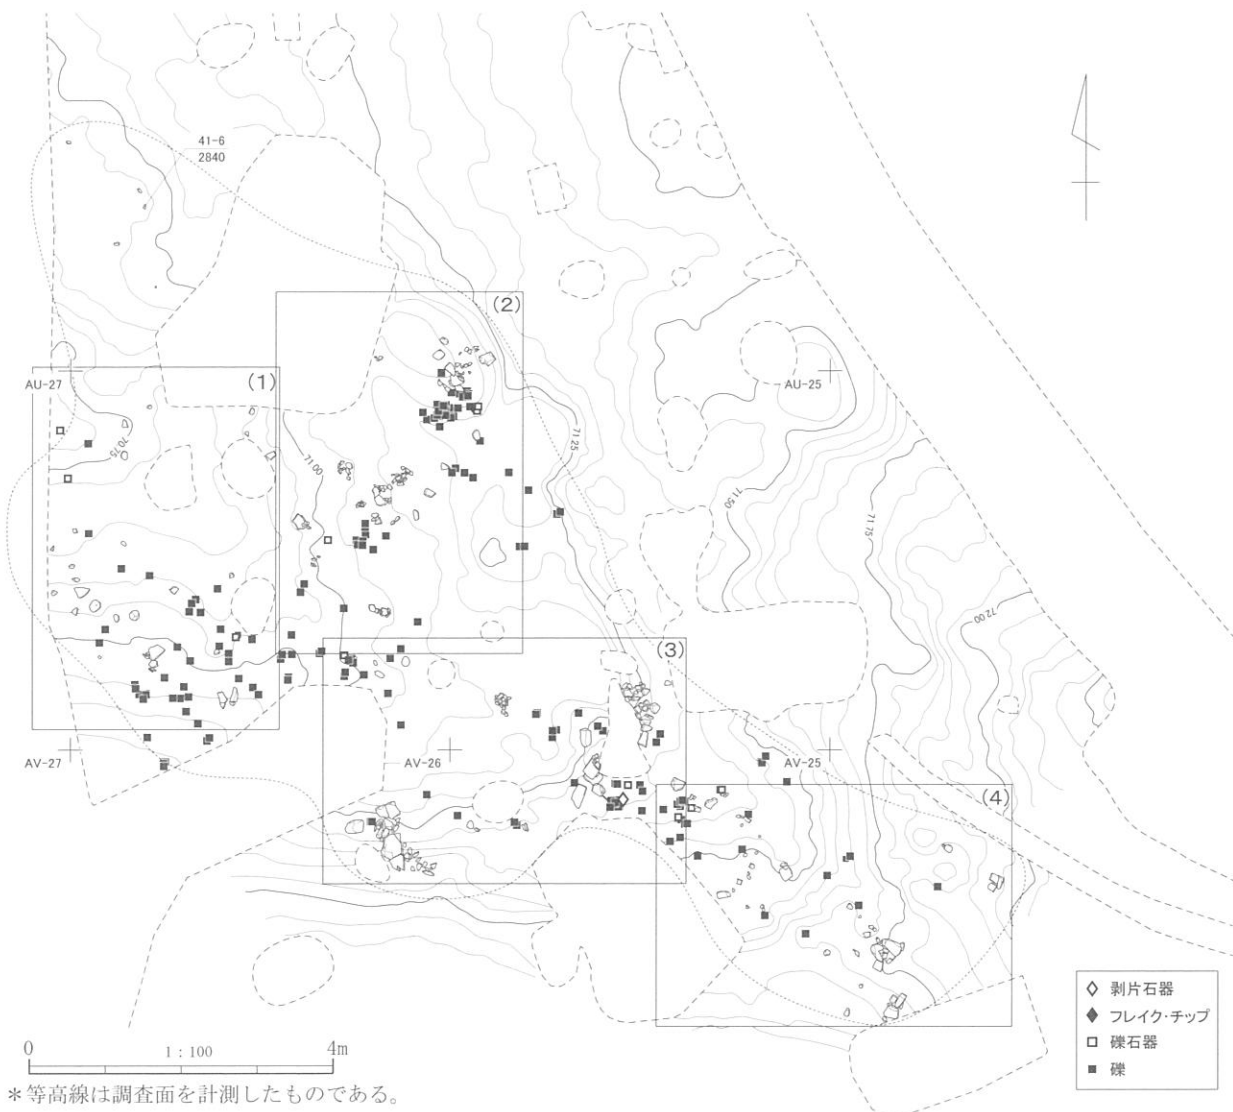 41-6
2840
(2)
AU-27
(1)
AU-25
70.75
71.00
71.25
71.50
71.75
72.00
(3)
AV-27
AV-26
AV-25
(4)
剥片石器
フレイク・チップ
礫石器
礫
0 1:100 4m
*等高線は調査面を計測したものである。